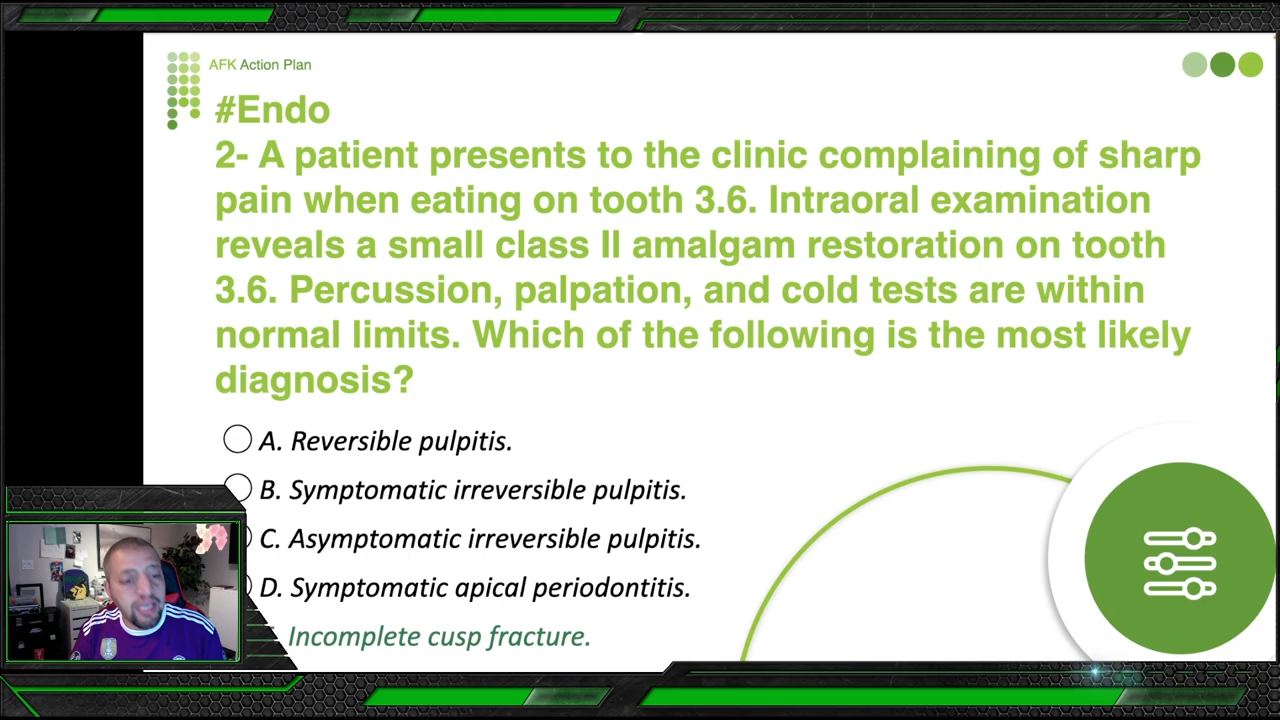 AFK Action Plan
#Endo
2- A patient presents to the clinic complaining of sharp
pain when eating on tooth 3.6. Intraoral examination
reveals a small class II amalgam restoration on tooth
3.6. Percussion, palpation, and cold tests are within
normal limits. Which of the following is the most likely
diagnosis?
A. Reversible pulpitis.
B. Symptomatic irreversible pulpitis.
C. Asymptomatic irreversible pulpitis.
D. Symptomatic apical periodontitis.
Incomplete cusp fracture.